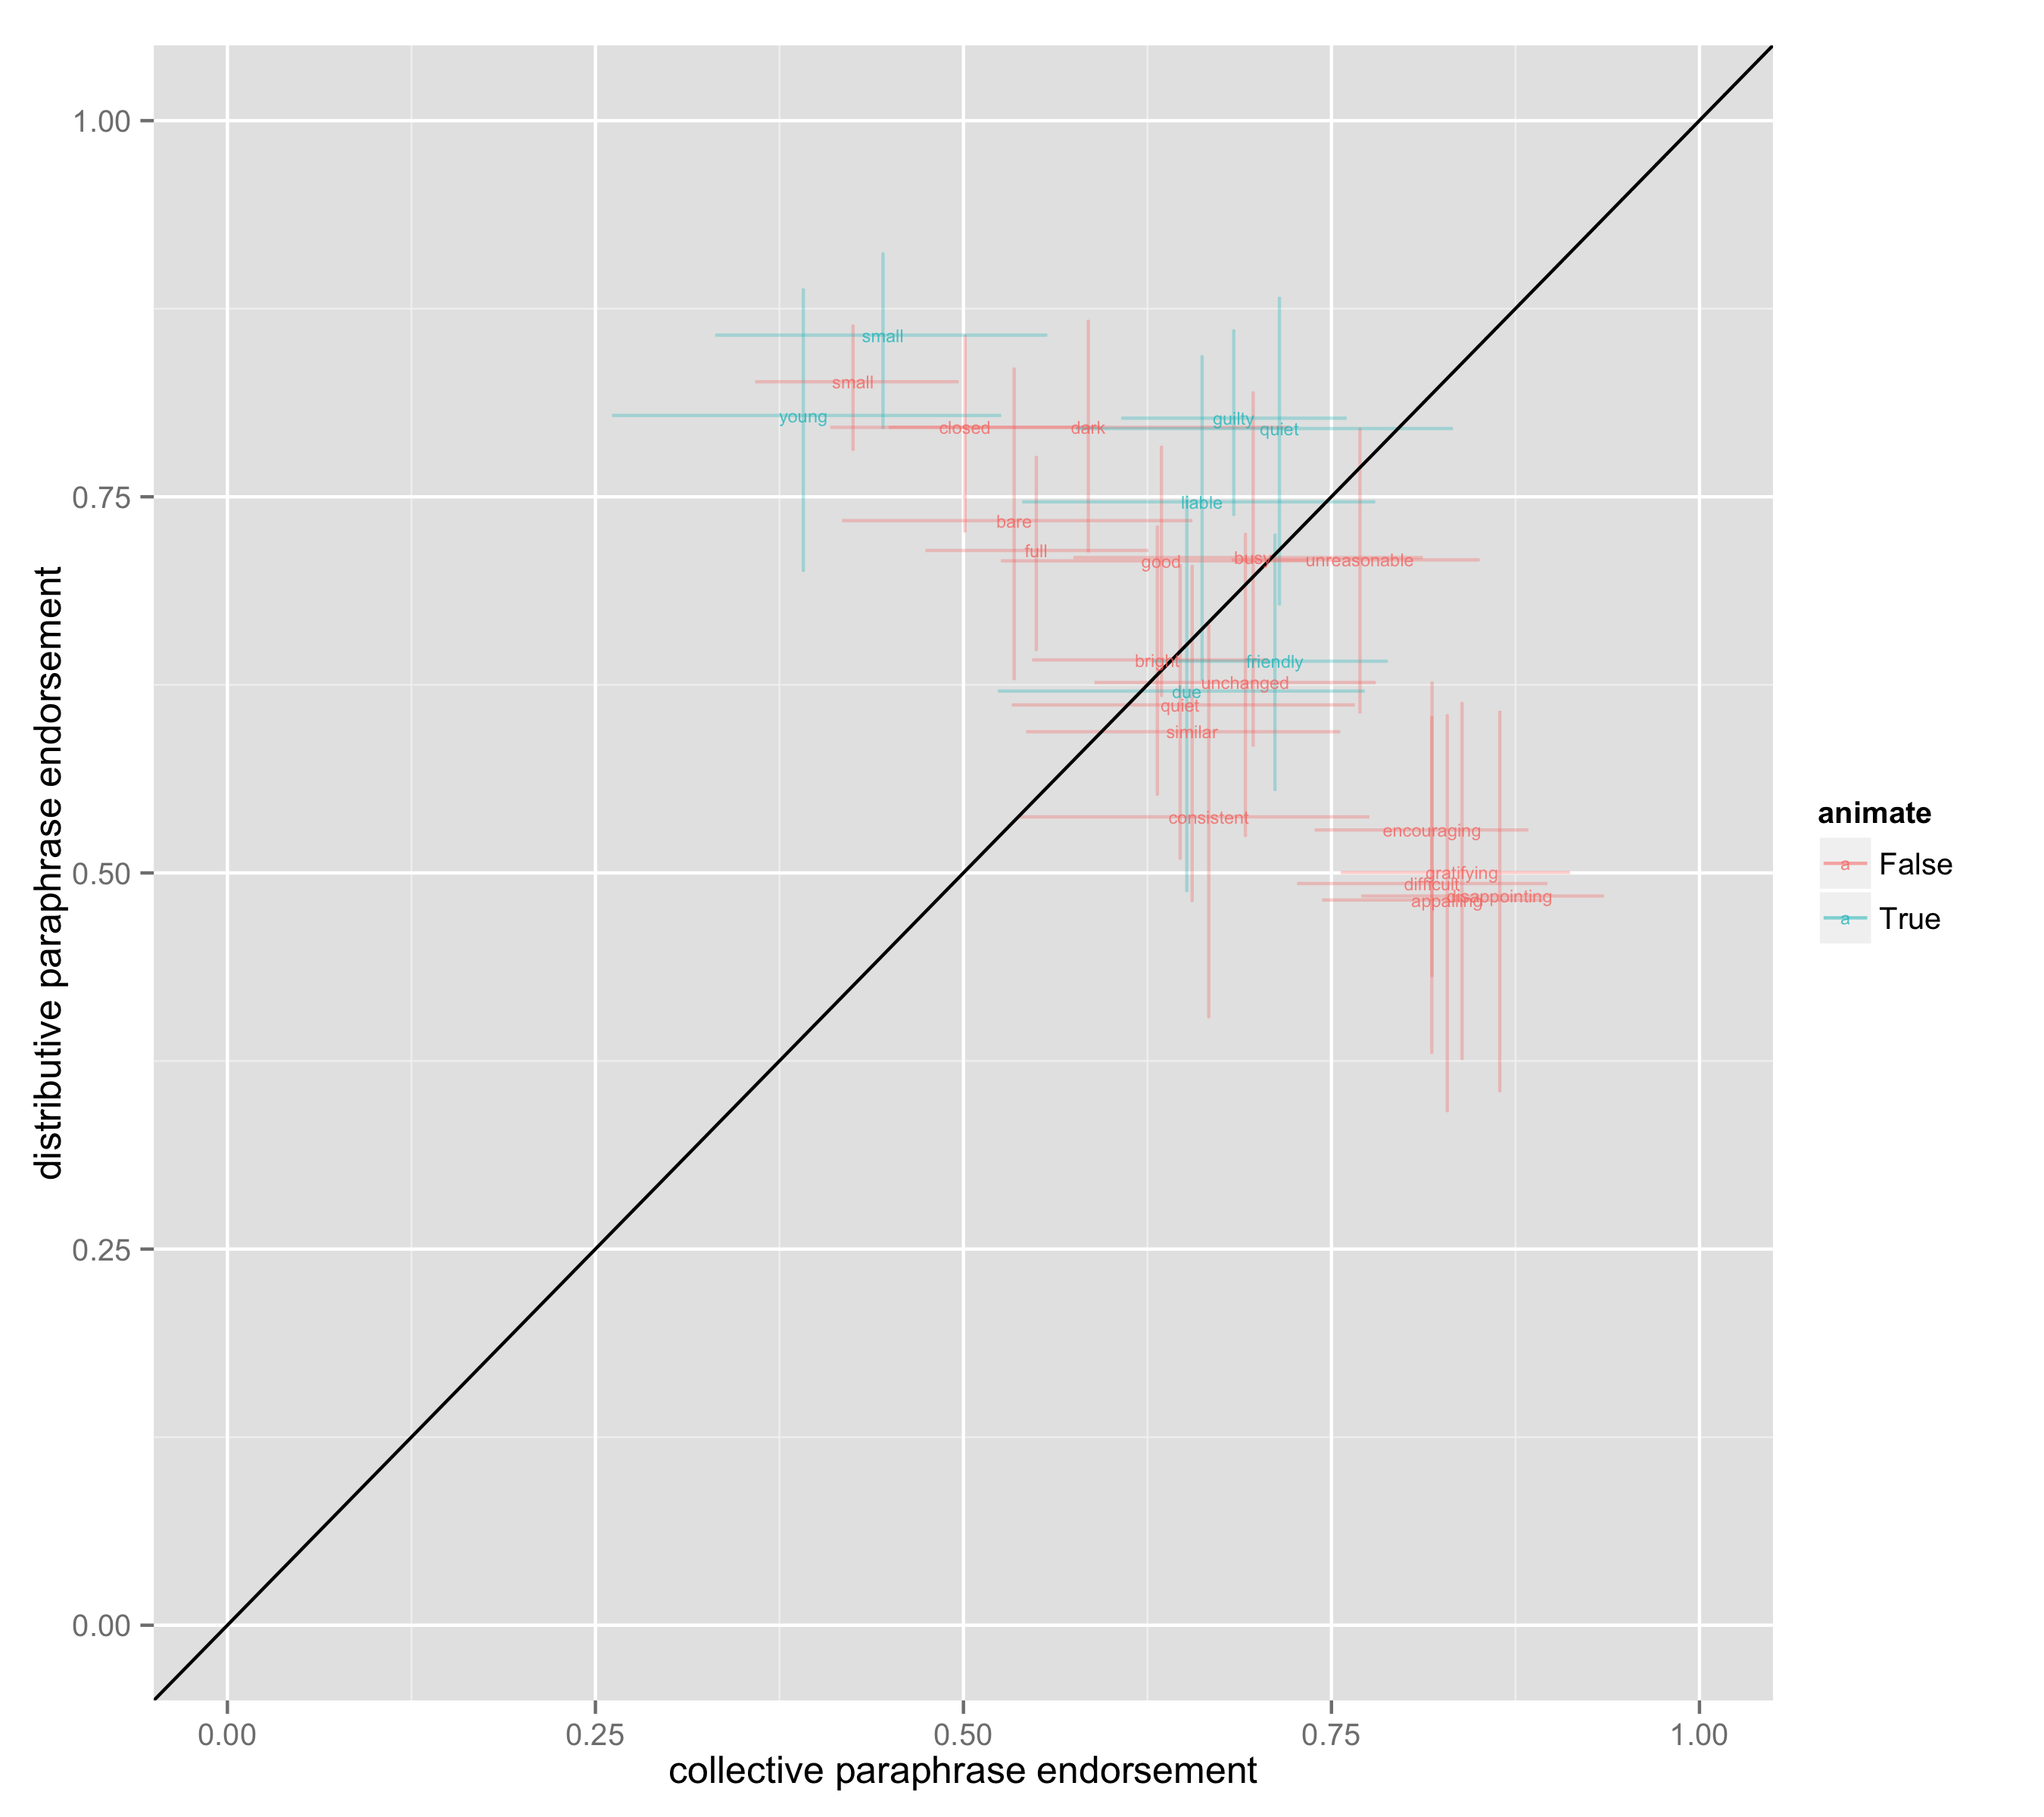 1.00
0.75
0.50
0.25
0.00
distributive paraphrase endorsement
small
small
young
guilty
closed
dark
quiet
liable
bare
full
good
busy
unreasonable
bright
friendly
unchanged
due
quiet
similar
consistent
encouraging
gratifying
difficult
disappointing
appalling
0.00
0.25
0.50
0.75
1.00
collective paraphrase endorsement
animate
a
False
a
True